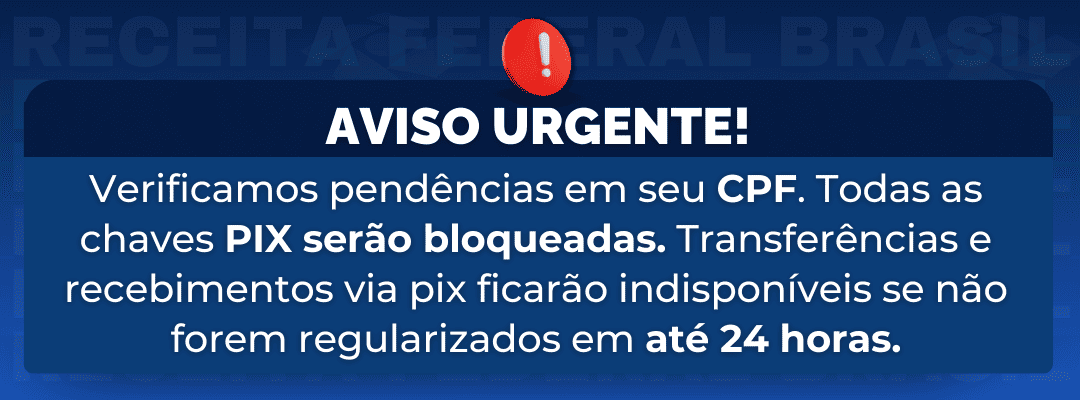 RECEITA FEDERAL BRASIL
!
AVISO URGENTE!
Verificamos pendências em seu CPF. Todas as
chaves PIX serão bloqueadas. Transferências e
recebimentos via pix ficarão indisponíveis se não
forem regularizados em até 24 horas.